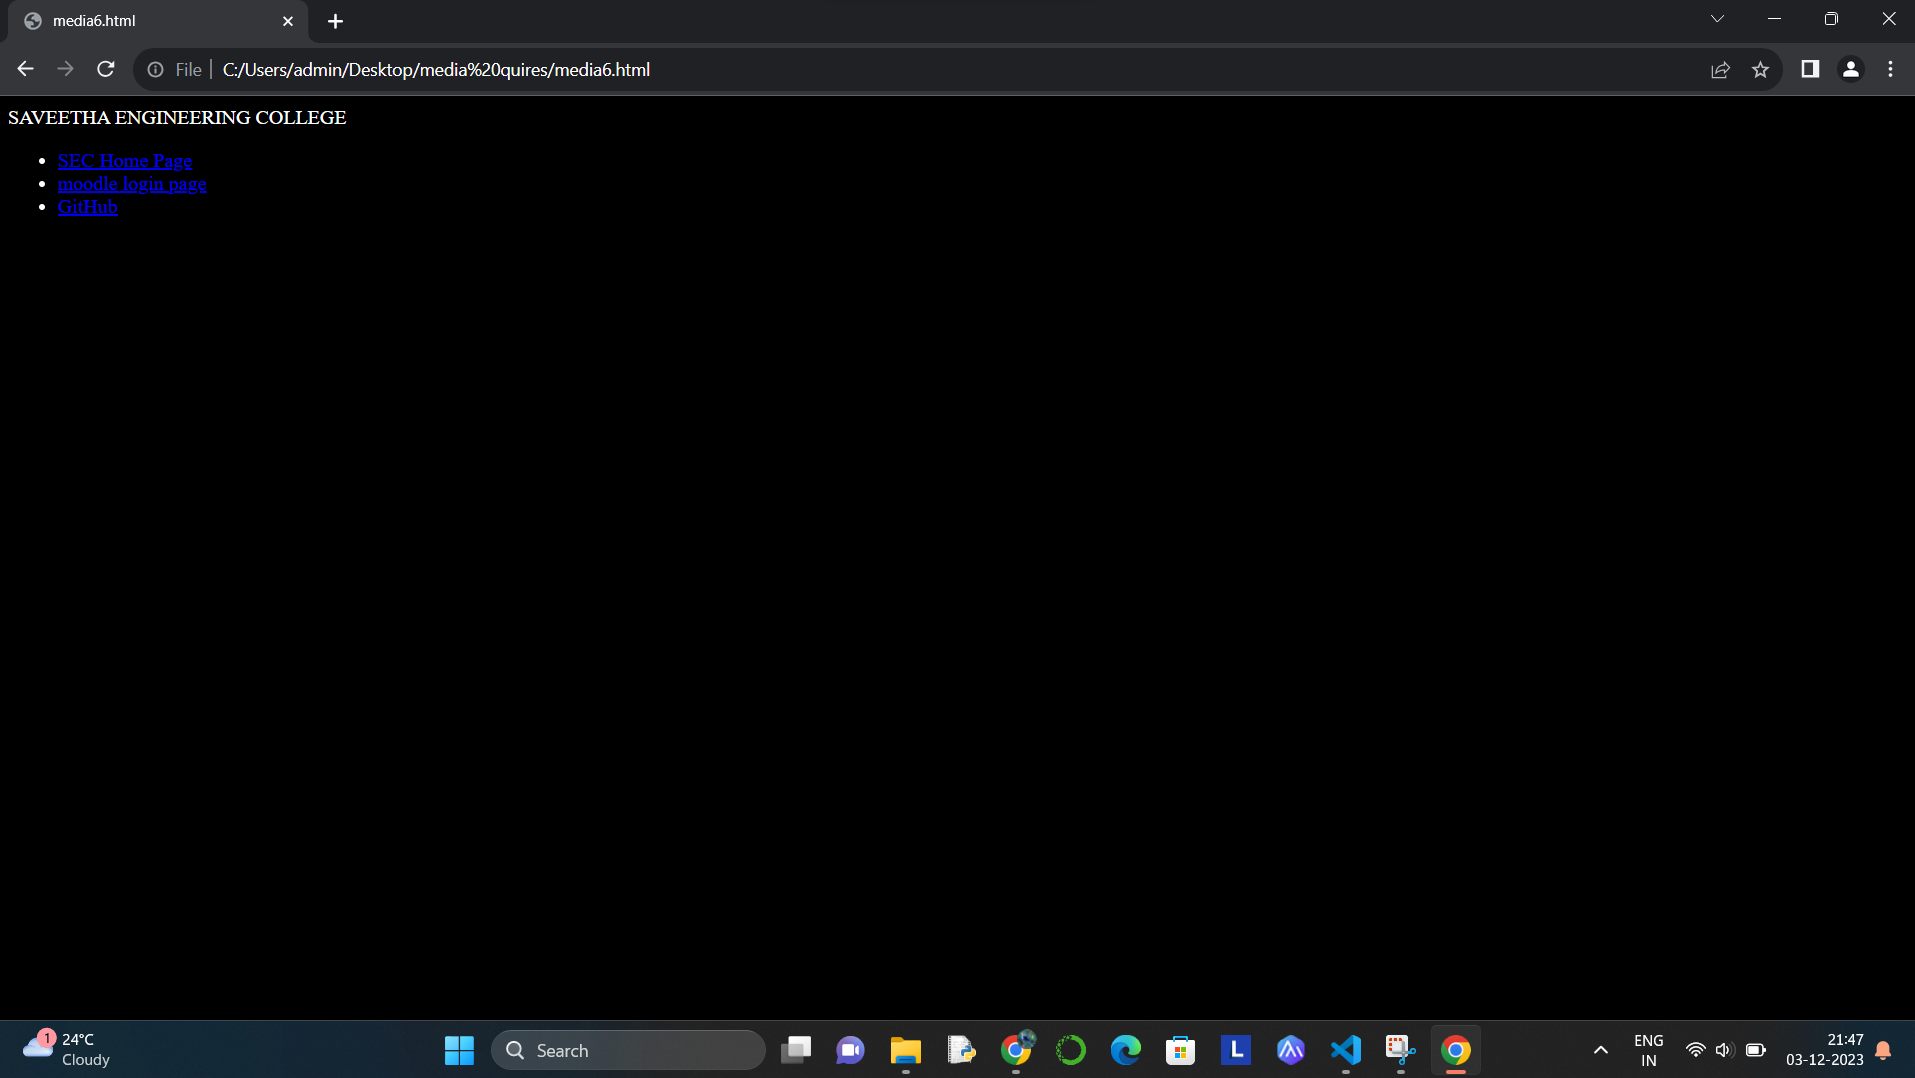 media6.html
File
C:/Users/admin/Desktop/media%20quires/media6.html
SAVEETHA ENGINEERING COLLEGE
SEC Home Page
moodle login page
GitHub
1
24°C
Cloudy
Search
L
ENG
IN
21:47
03-12-2023